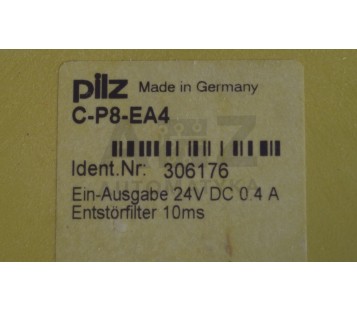 pilz Made in Germany
C-P8-EA4
Ident.Nr: 306176
Ein-Ausgabe 24V DC 0.4 A
Entstörfilter 10ms